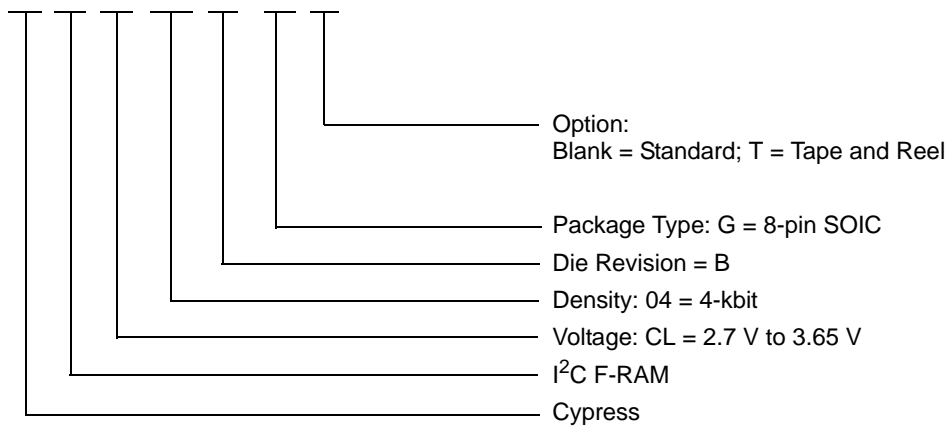 Option:
Blank = Standard; T = Tape and Reel
Package Type: G = 8-pin SOIC
Die Revision = B
Density: 04 = 4-kbit
Voltage: CL = 2.7 V to 3.65 V
I²C F-RAM
Cypress